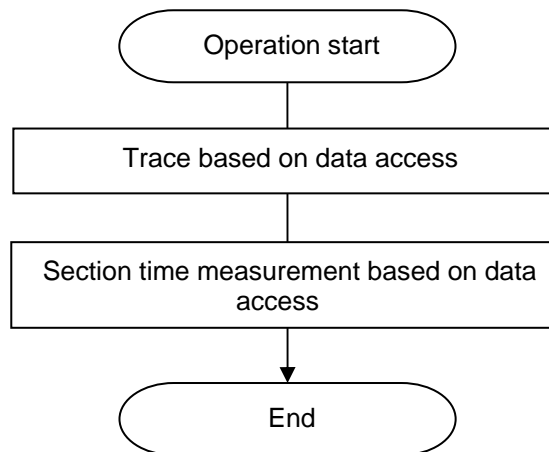 Operation start
Trace based on data access
Section time measurement based on data
access
End